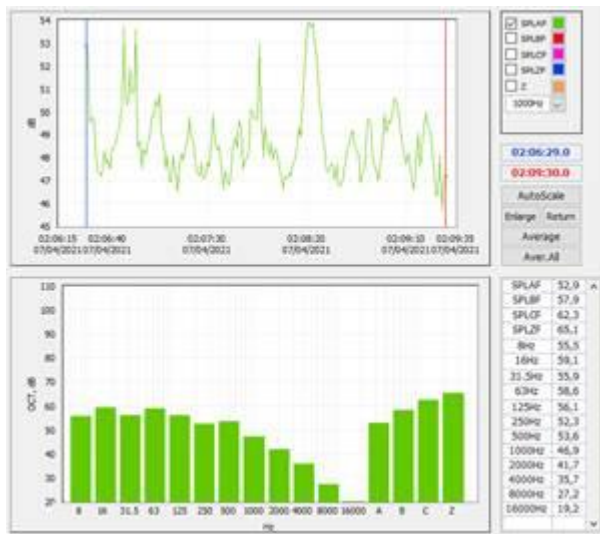 54
53
52
51
50
49
48
47
46
45
dB
02:06:15 02:06:40 02:07:30 02:08:20 02:09:10 02:09:35
07/04/2021 07/04/2021 07/04/2021 07/04/2021 07/04/2021 07/04/2021
SPLAF
SPLBF
SPLCF
SPLZF
Z
1000Hz
02:06:29.0
02:09:30.0
AutoScale
Enlarge Return
Average
Aver.All
110
100
90
80
70
60
50
40
30
20
OCT, dB
8 16 31.5 63 125 250 500 1000 2000 4000 8000 16000 A B C Z
Hz
SPLAF 52,9
SPLBF 57,9
SPLCF 62,3
SPLZF 65,1
8Hz 55,5
16Hz 59,1
31.5Hz 55,9
63Hz 58,6
125Hz 56,1
250Hz 52,3
500Hz 53,6
1000Hz 46,9
2000Hz 41,7
4000Hz 35,7
8000Hz 27,2
16000Hz 19,2